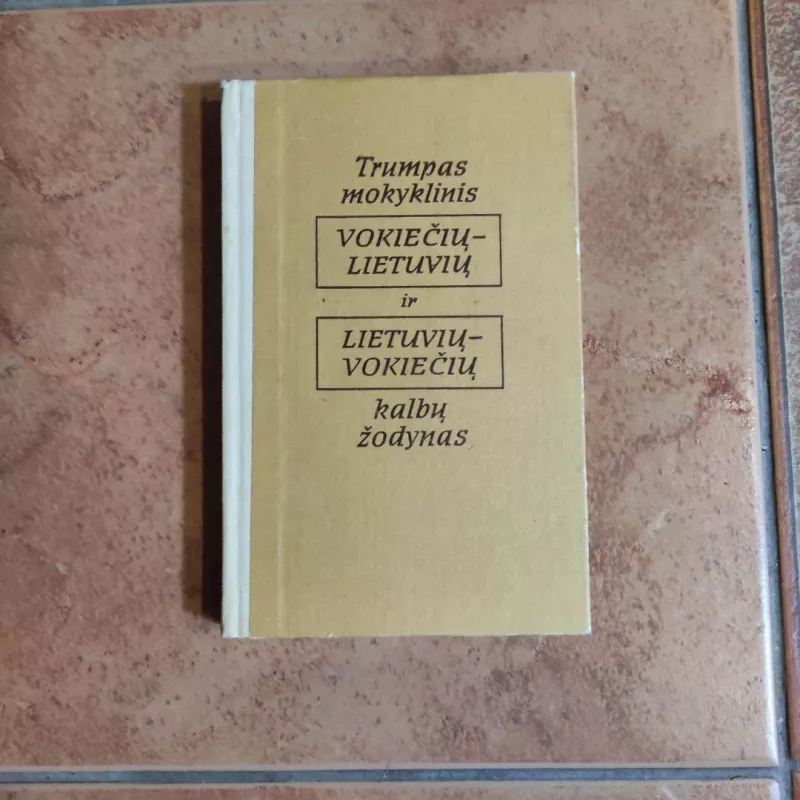 Trumpas
mokyklinis
VOKIEČIŲ–
LIETUVIŲ
ir
LIETUVIŲ–
VOKIEČIŲ
kalbų
žodynas